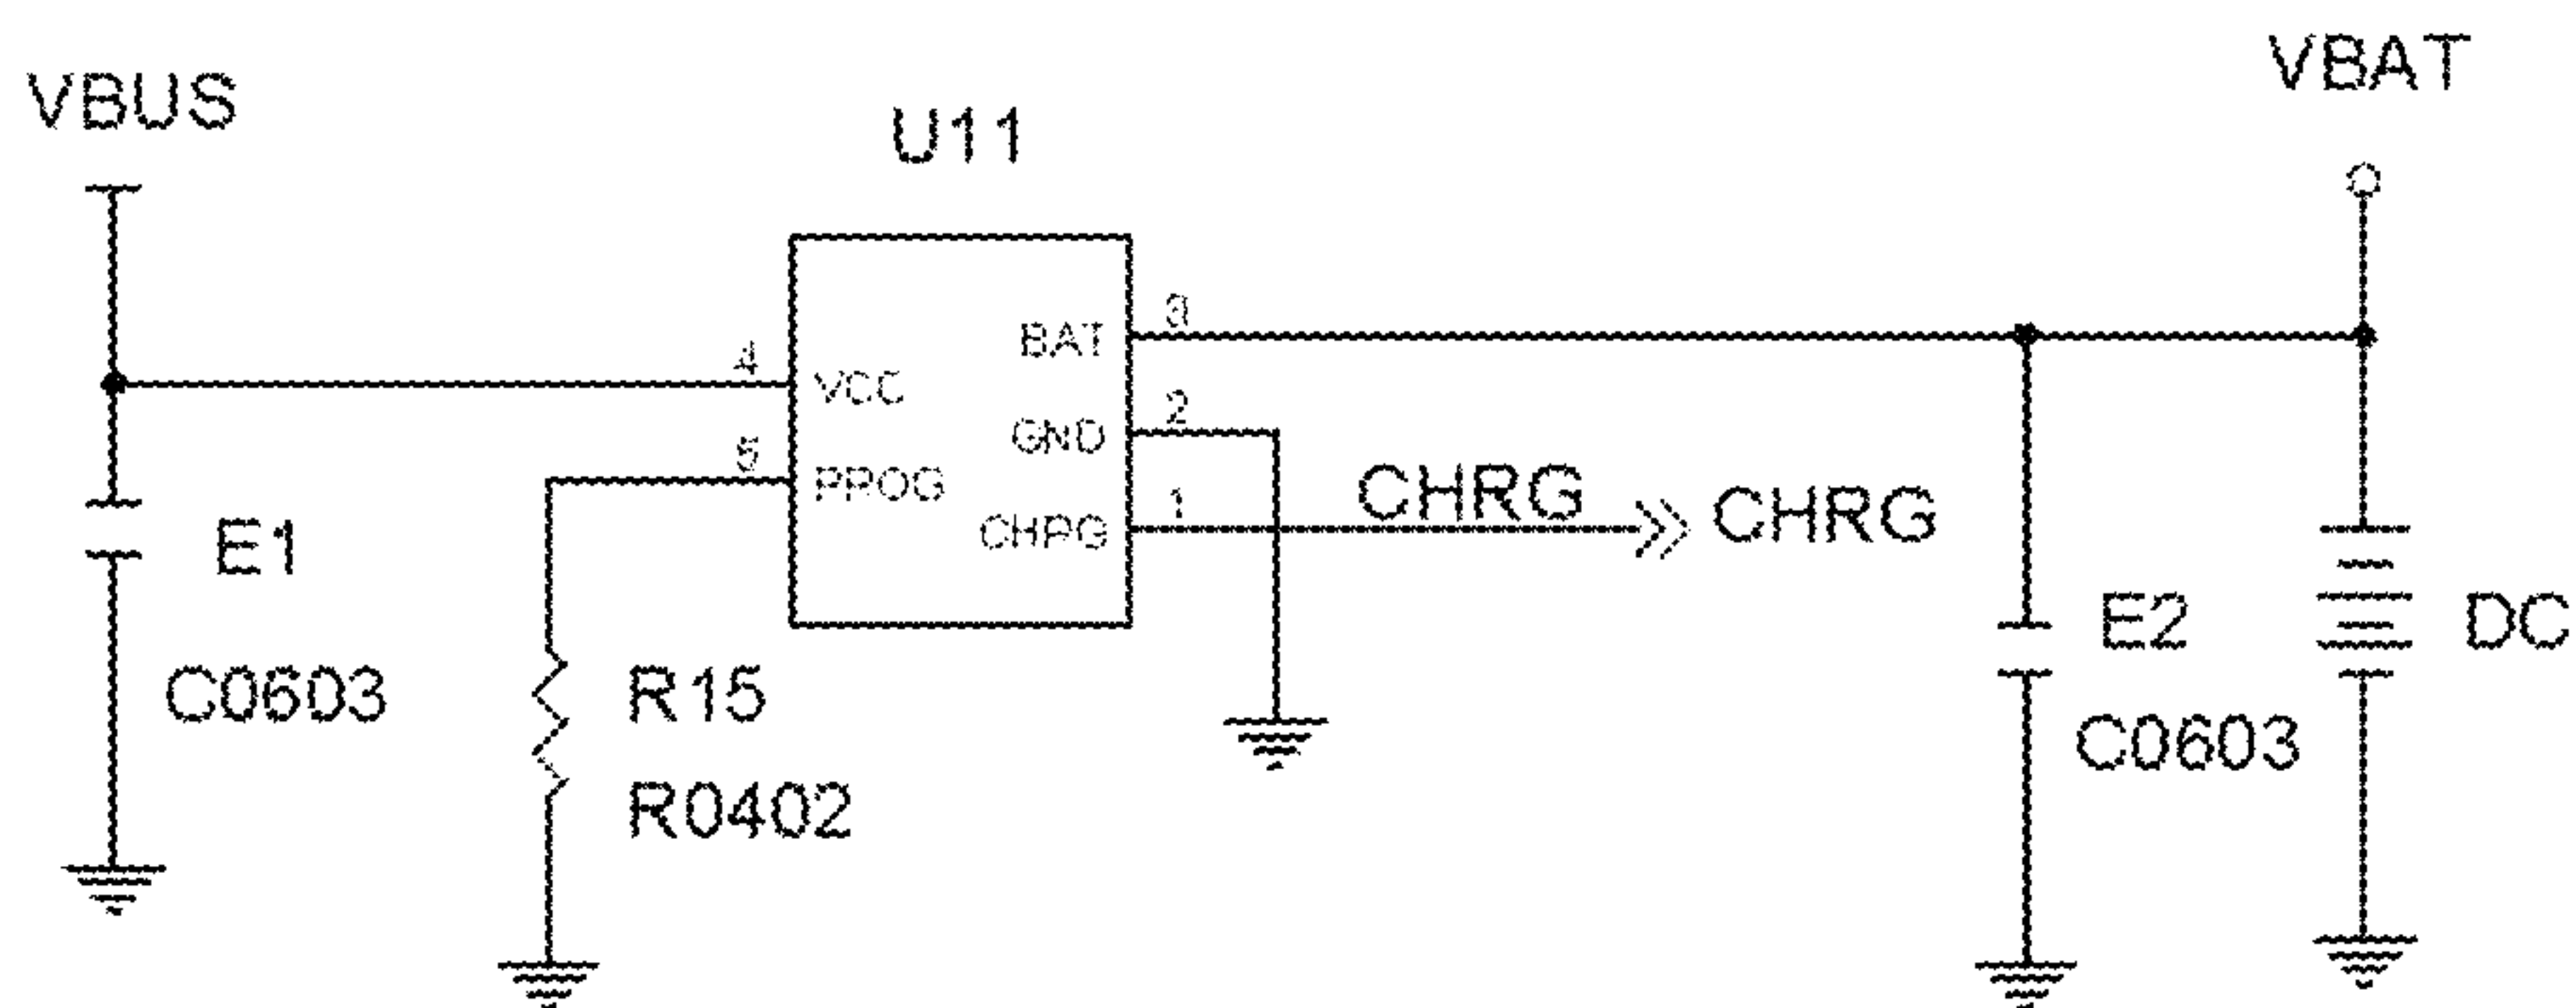 VBUS
U11
VBAT
4
VCC
5
PROG
BAT
3
GND
2
CHRG
1
CHRG
CHRG
E1
C0603
R15
R0402
E2
C0603
DC